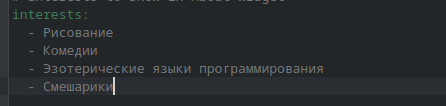 interests:
- Рисование
- Комедии
- Эзотерические языки программирования
- Смешарики